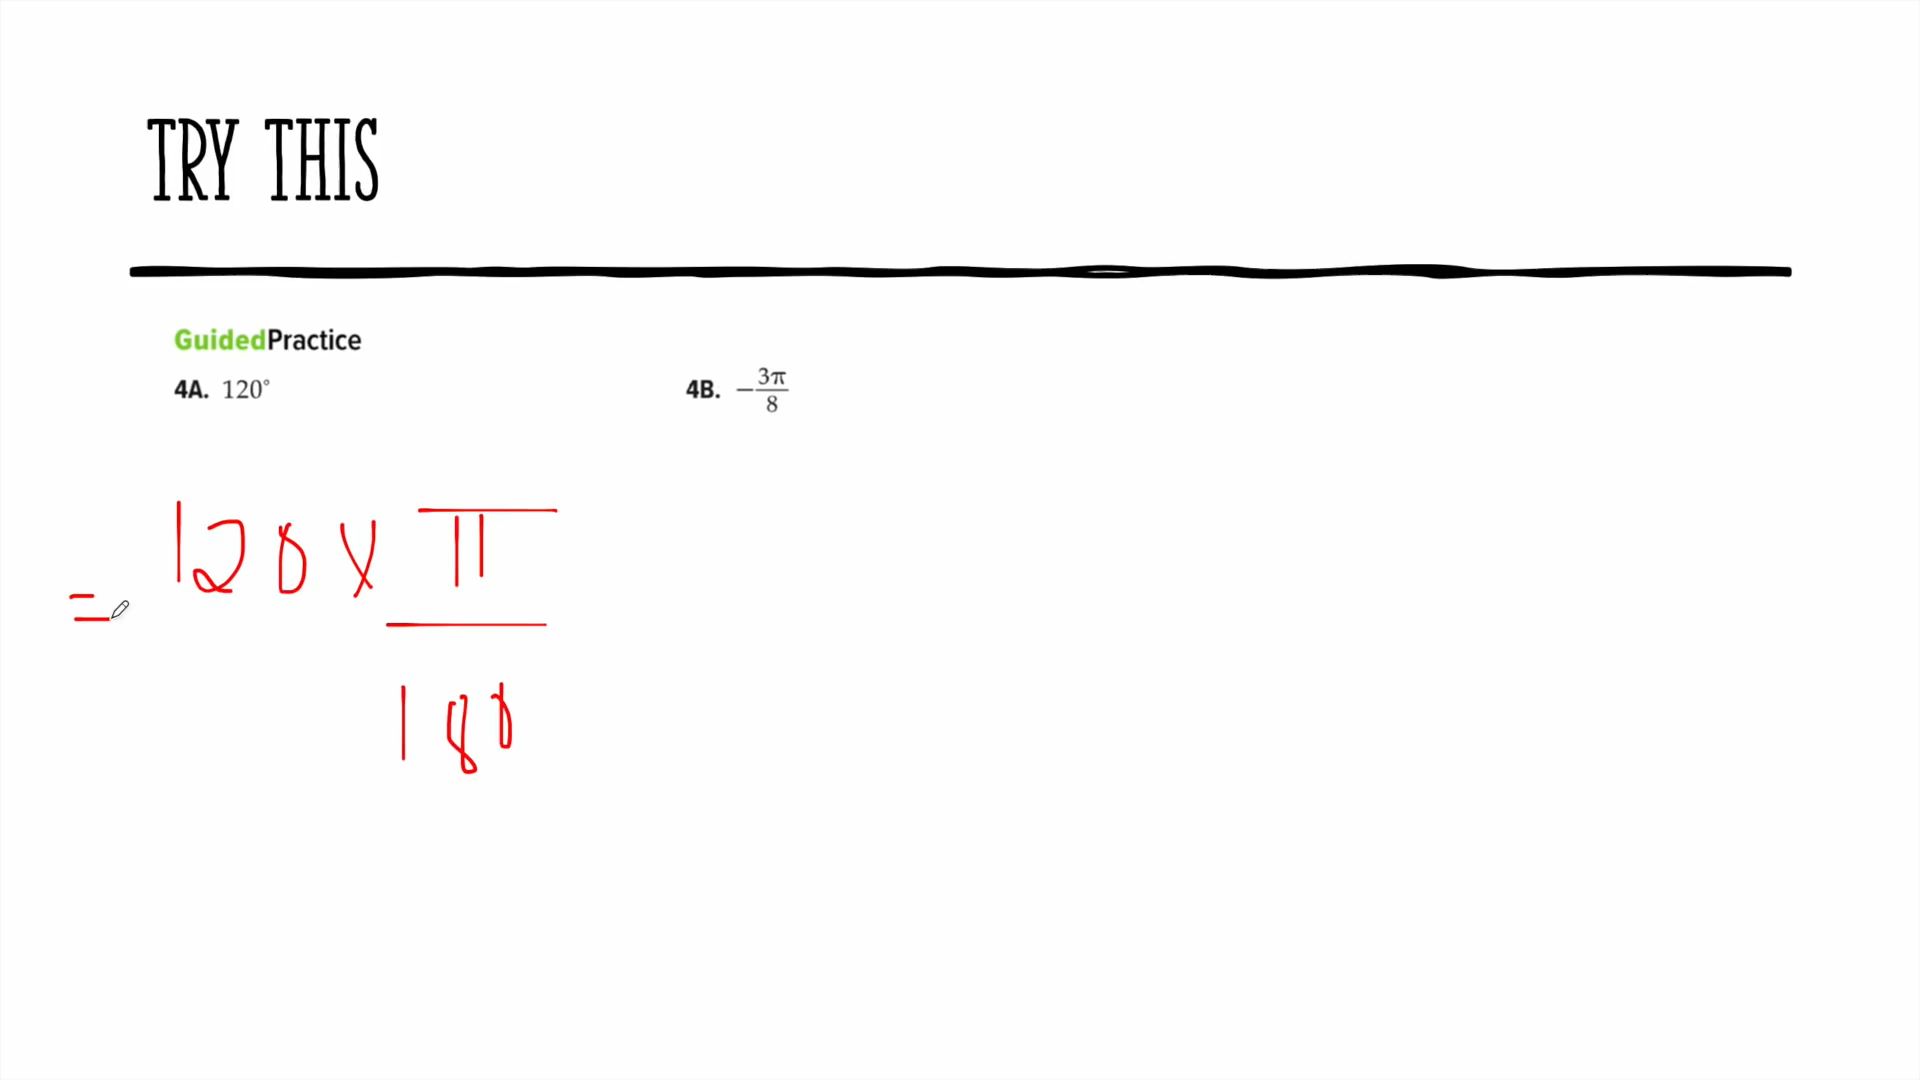 TRY THIS
GuidedPractice
4A. 120°
4B. −3π/8
= 120 x π
180